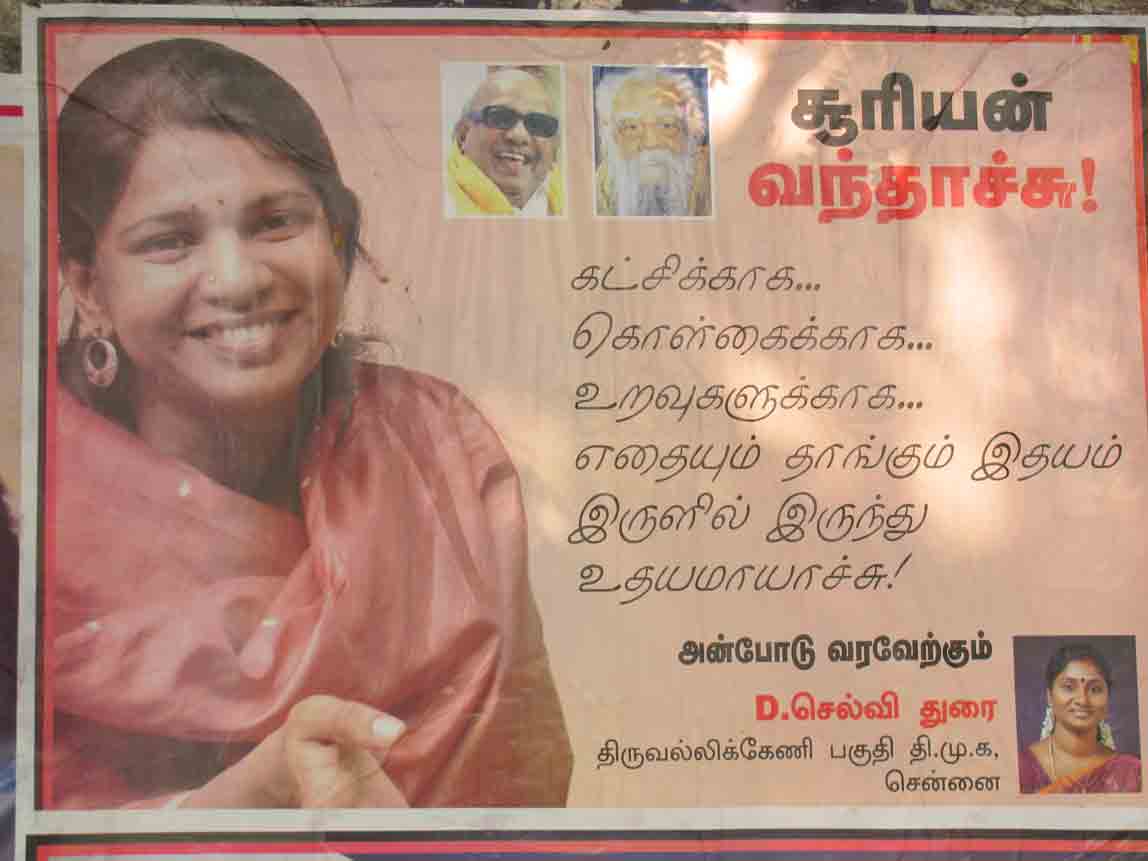 சூரியன்
வந்தாச்சு!
கட்சிக்காக...
கொள்கைக்காக...
உறவுகளுக்காக...
எதையும் தாங்கும் இதயம்
இருளில் இருந்து
உதயமாயாச்சு!
அன்போடு வரவேற்கும்
D.செல்வி துரை
திருவல்லிக்கேணி பகுதி தி.மு.க,
சென்னை